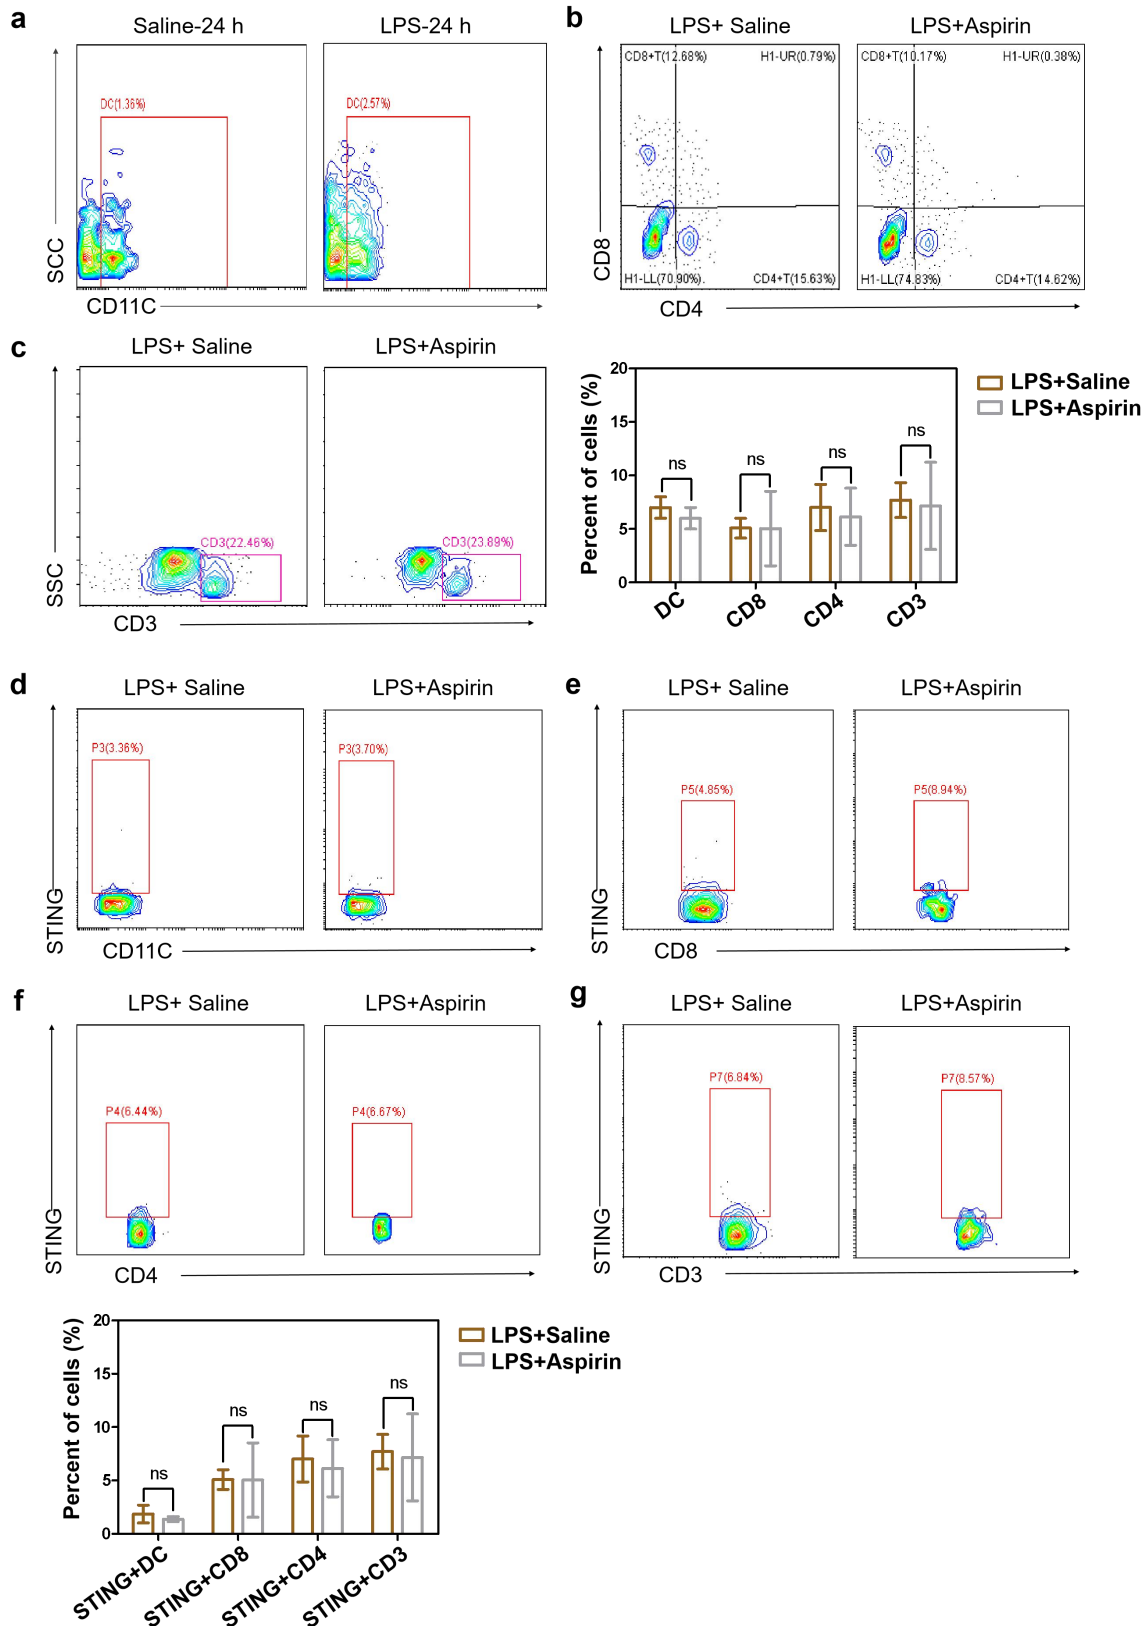 a
Saline-24 h
LPS-24 h
DC(1.36%)
DC(2.57%)
SCC
CD11C
b
LPS+ Saline
LPS+Aspirin
CD8+T(12.68%)
H1-UR(0.79%)
CD8+T(10.17%)
H1-UR(0.38%)
H1-LL(70.90%)
CD4+T(15.63%)
H1-LL(74.83%)
CD4+T(14.62%)
CD8
CD4
c
LPS+ Saline
LPS+Aspirin
CD3(22.46%)
CD3(23.89%)
SSC
CD3
Percent of cells (%)
20
15
10
5
0
ns
ns
ns
ns
DC
CD8
CD4
CD3
LPS+Saline
LPS+Aspirin
d
LPS+ Saline
LPS+Aspirin
P3(3.36%)
P3(3.70%)
STING
CD11C
e
LPS+ Saline
LPS+Aspirin
P5(4.85%)
P5(8.94%)
STING
CD8
f
LPS+ Saline
LPS+Aspirin
P4(6.44%)
P4(6.67%)
STING
CD4
g
LPS+ Saline
LPS+Aspirin
P7(6.84%)
P7(8.57%)
STING
CD3
Percent of cells (%)
20
15
10
5
0
ns
ns
ns
ns
STING+DC
STING+CD8
STING+CD4
STING+CD3
LPS+Saline
LPS+Aspirin